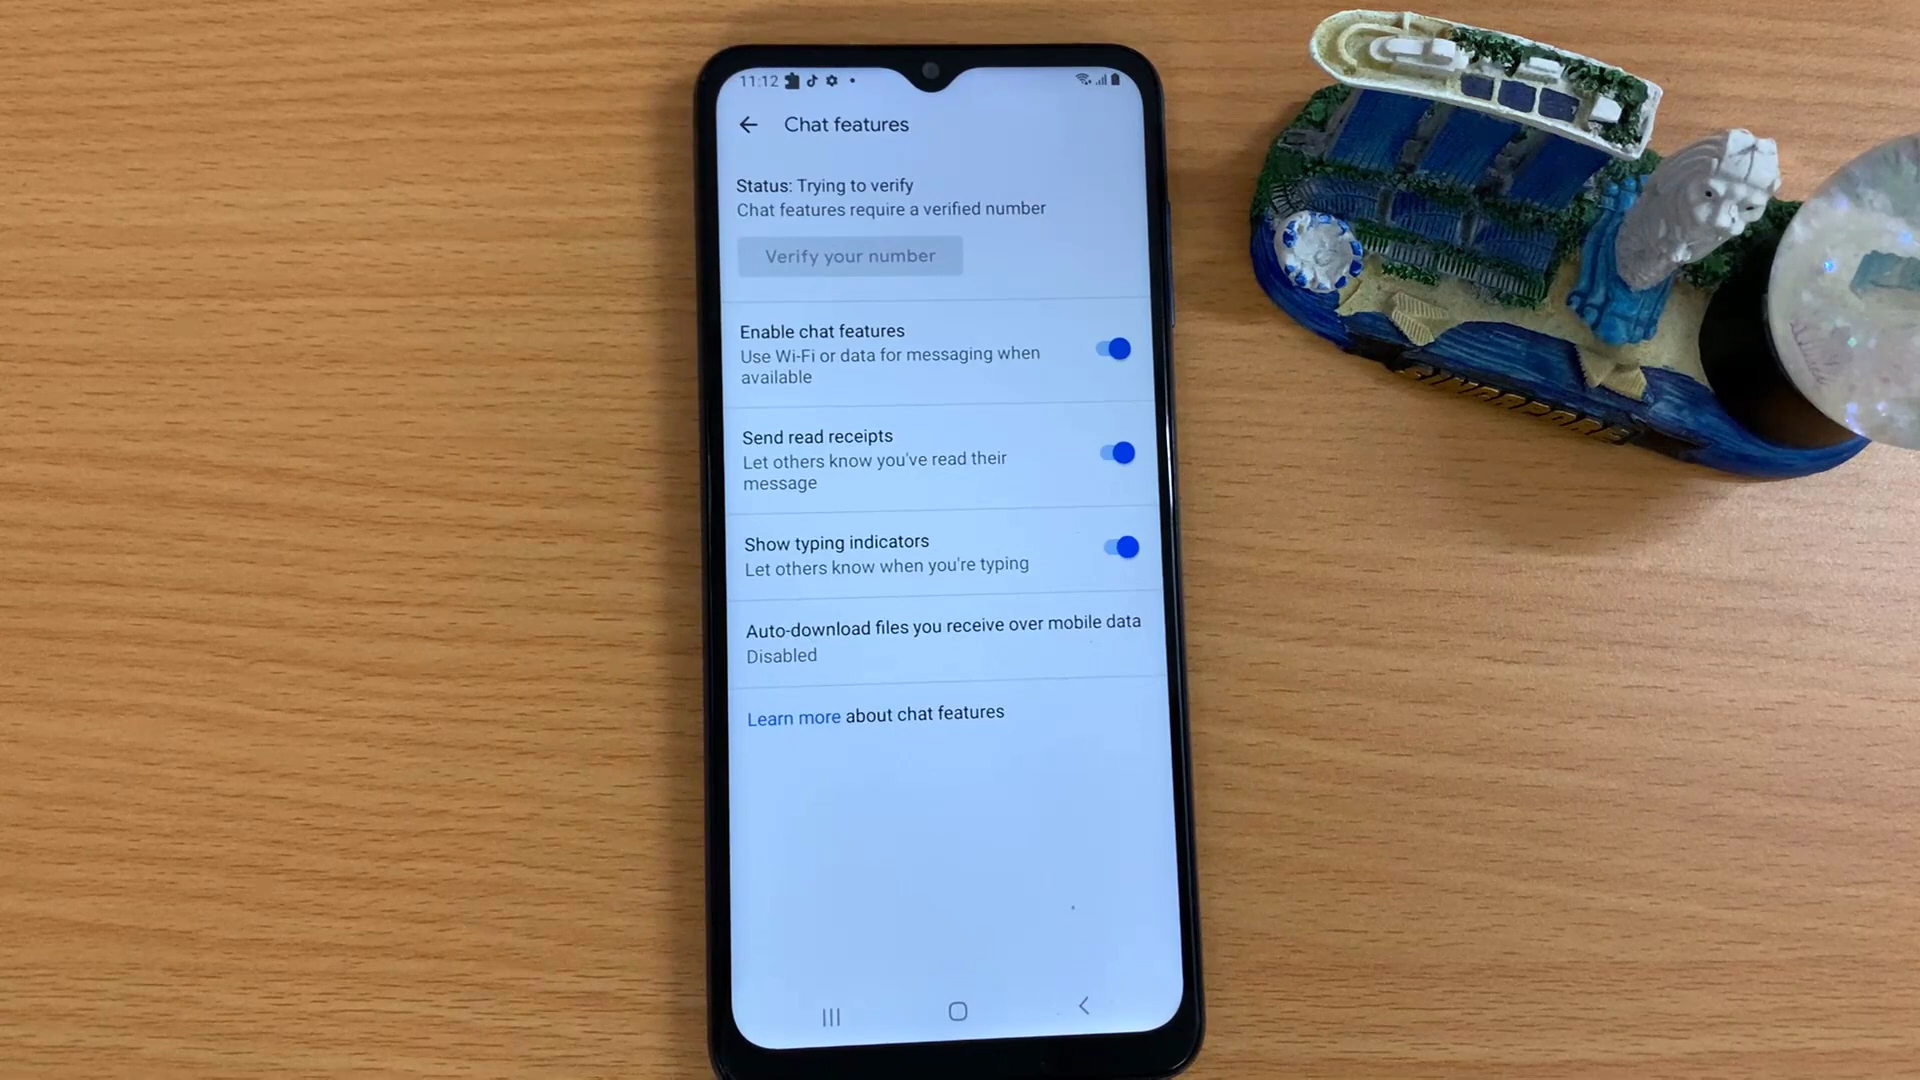 11:12
Chat features
Status: Trying to verify
Chat features require a verified number
Verify your number
Enable chat features
Use Wi-Fi or data for messaging when
available
Send read receipts
Let others know you've read their
message
Show typing indicators
Let others know when you're typing
Auto-download files you receive over mobile data
Disabled
Learn more about chat features
SINGAPORE